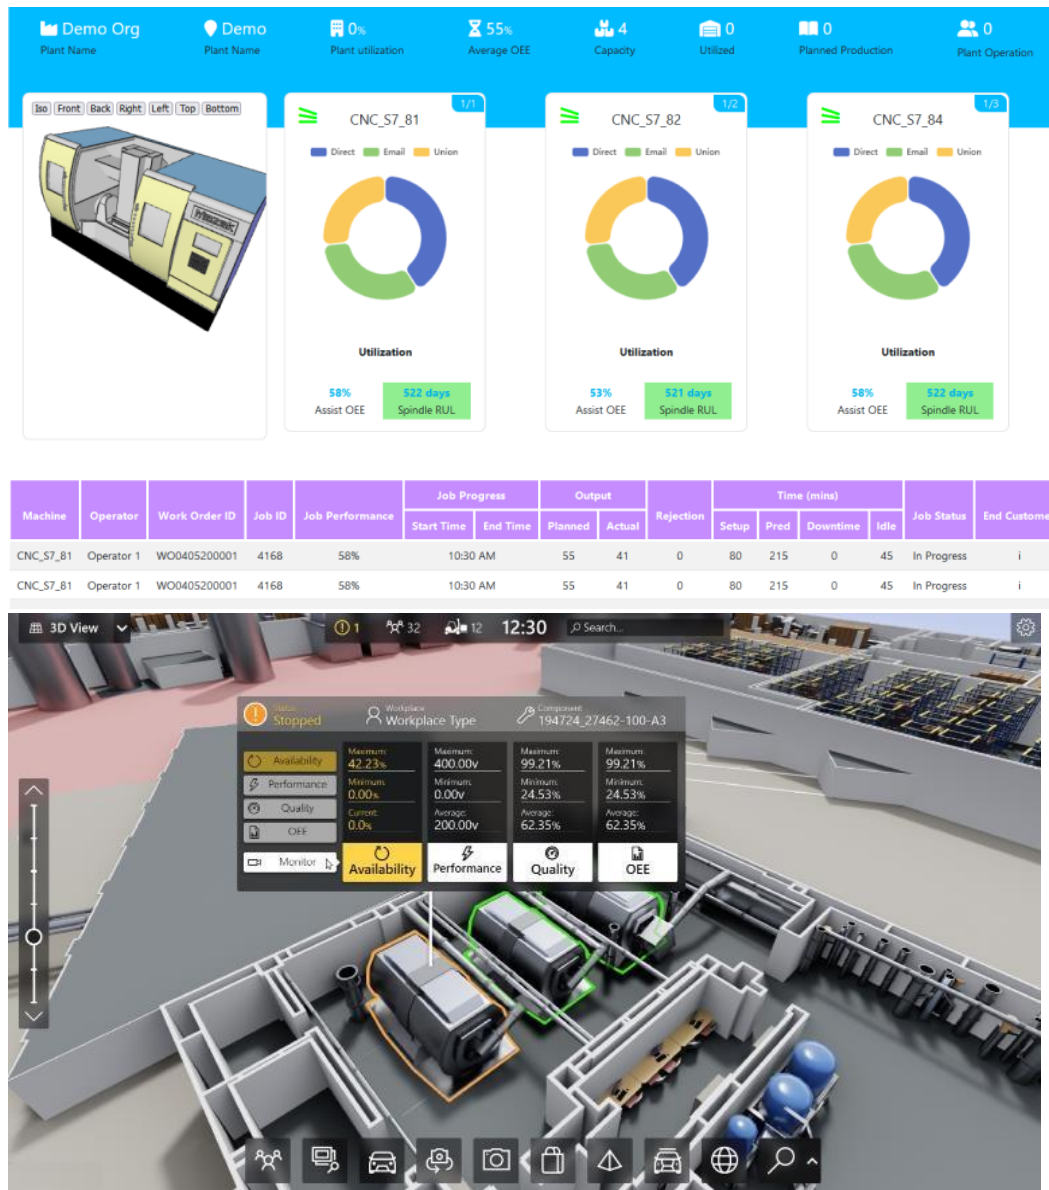 Demo Org
Plant Name
Demo
Plant Name
0%
Plant utilization
55%
Average OEE
4
Capacity
0
Utilized
0
Planned Production
0
Plant Operation
Iso Front Back Right Left Top Bottom
1/1
CNC_S7_81
Direct Email Union
Utilization
58%
Assist OEE
522 days
Spindle RUL
1/2
CNC_S7_82
Direct Email Union
Utilization
53%
Assist OEE
521 days
Spindle RUL
1/3
CNC_S7_84
Direct Email Union
Utilization
58%
Assist OEE
522 days
Spindle RUL
Job Progress Output Time (mins)
Machine Operator Work Order ID Job ID Job Performance Rejection Job Status End Custome
Start Time End Time Planned Actual Setup Pred Downtime Idle
CNC_S7_81 Operator 1 WO0405200001 4168 58% 10:30 AM 55 41 0 80 215 0 45 In Progress i
CNC_S7_81 Operator 1 WO0405200001 4168 58% 10:30 AM 55 41 0 80 215 0 45 In Progress i
3D View 1 32 12 12:30 Search...
Status
Stopped
Workplace
Workplace Type
Component
194724_27462-100-A3
Availability
Performance
Quality
OEE
Monitor
Maximum:
42.23%
Minimum:
0.00%
Current:
0.0%
Availability
Maximum:
400.00v
Minimum:
0.00v
Average:
200.00v
Performance
Maximum:
99.21%
Minimum:
24.53%
Average:
62.35%
Quality
Maximum:
99.21%
Minimum:
24.53%
Average:
62.35%
OEE